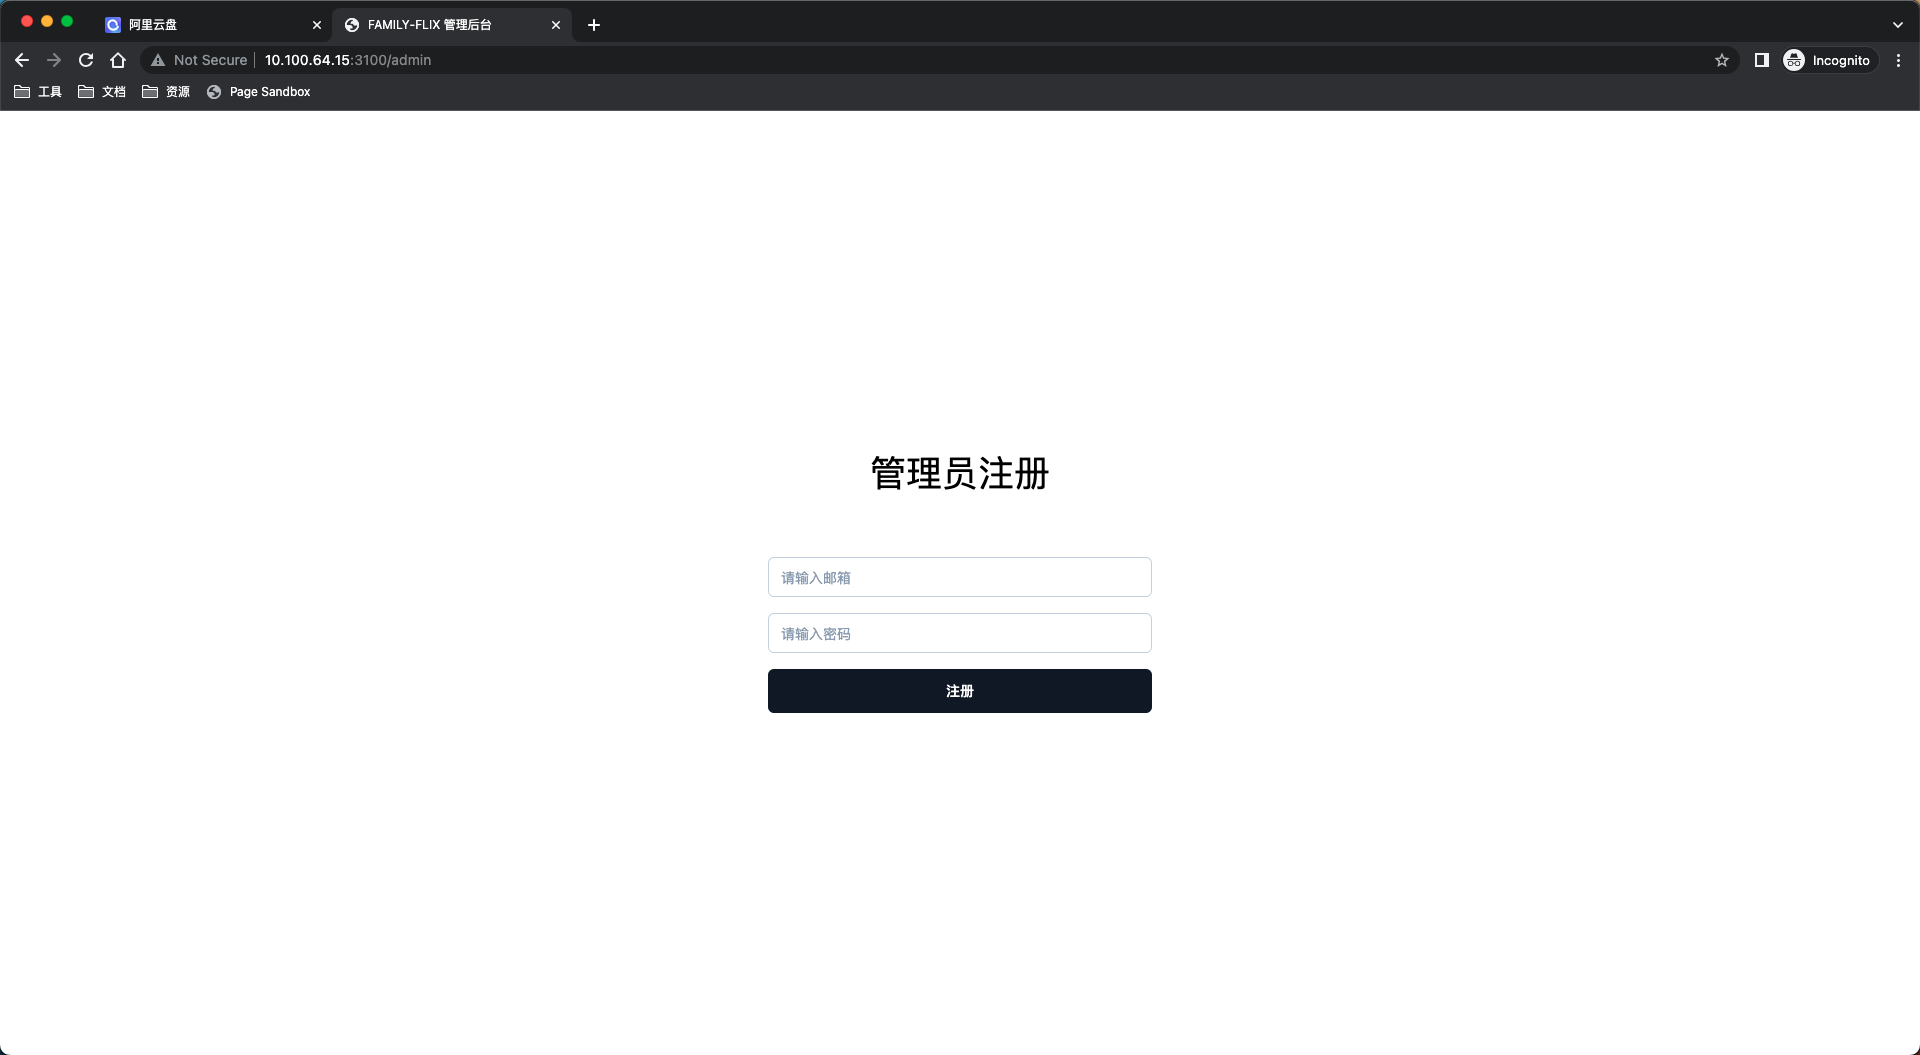 阿里云盘
FAMILY-FLIX 管理后台
Not Secure
10.100.64.15:3100/admin
Incognito
工具
文档
资源
Page Sandbox
管理员注册
请输入邮箱
请输入密码
注册